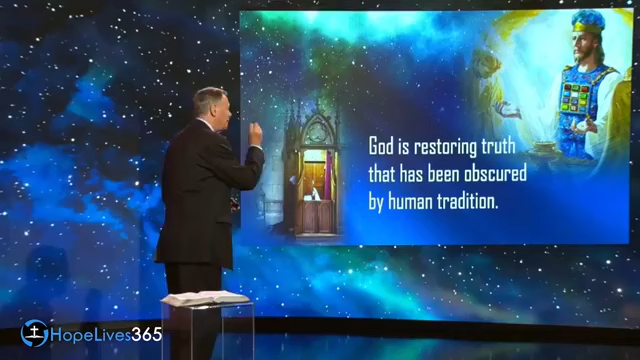 God is restoring truth
that has been obscured
by human tradition.
HopeLives365